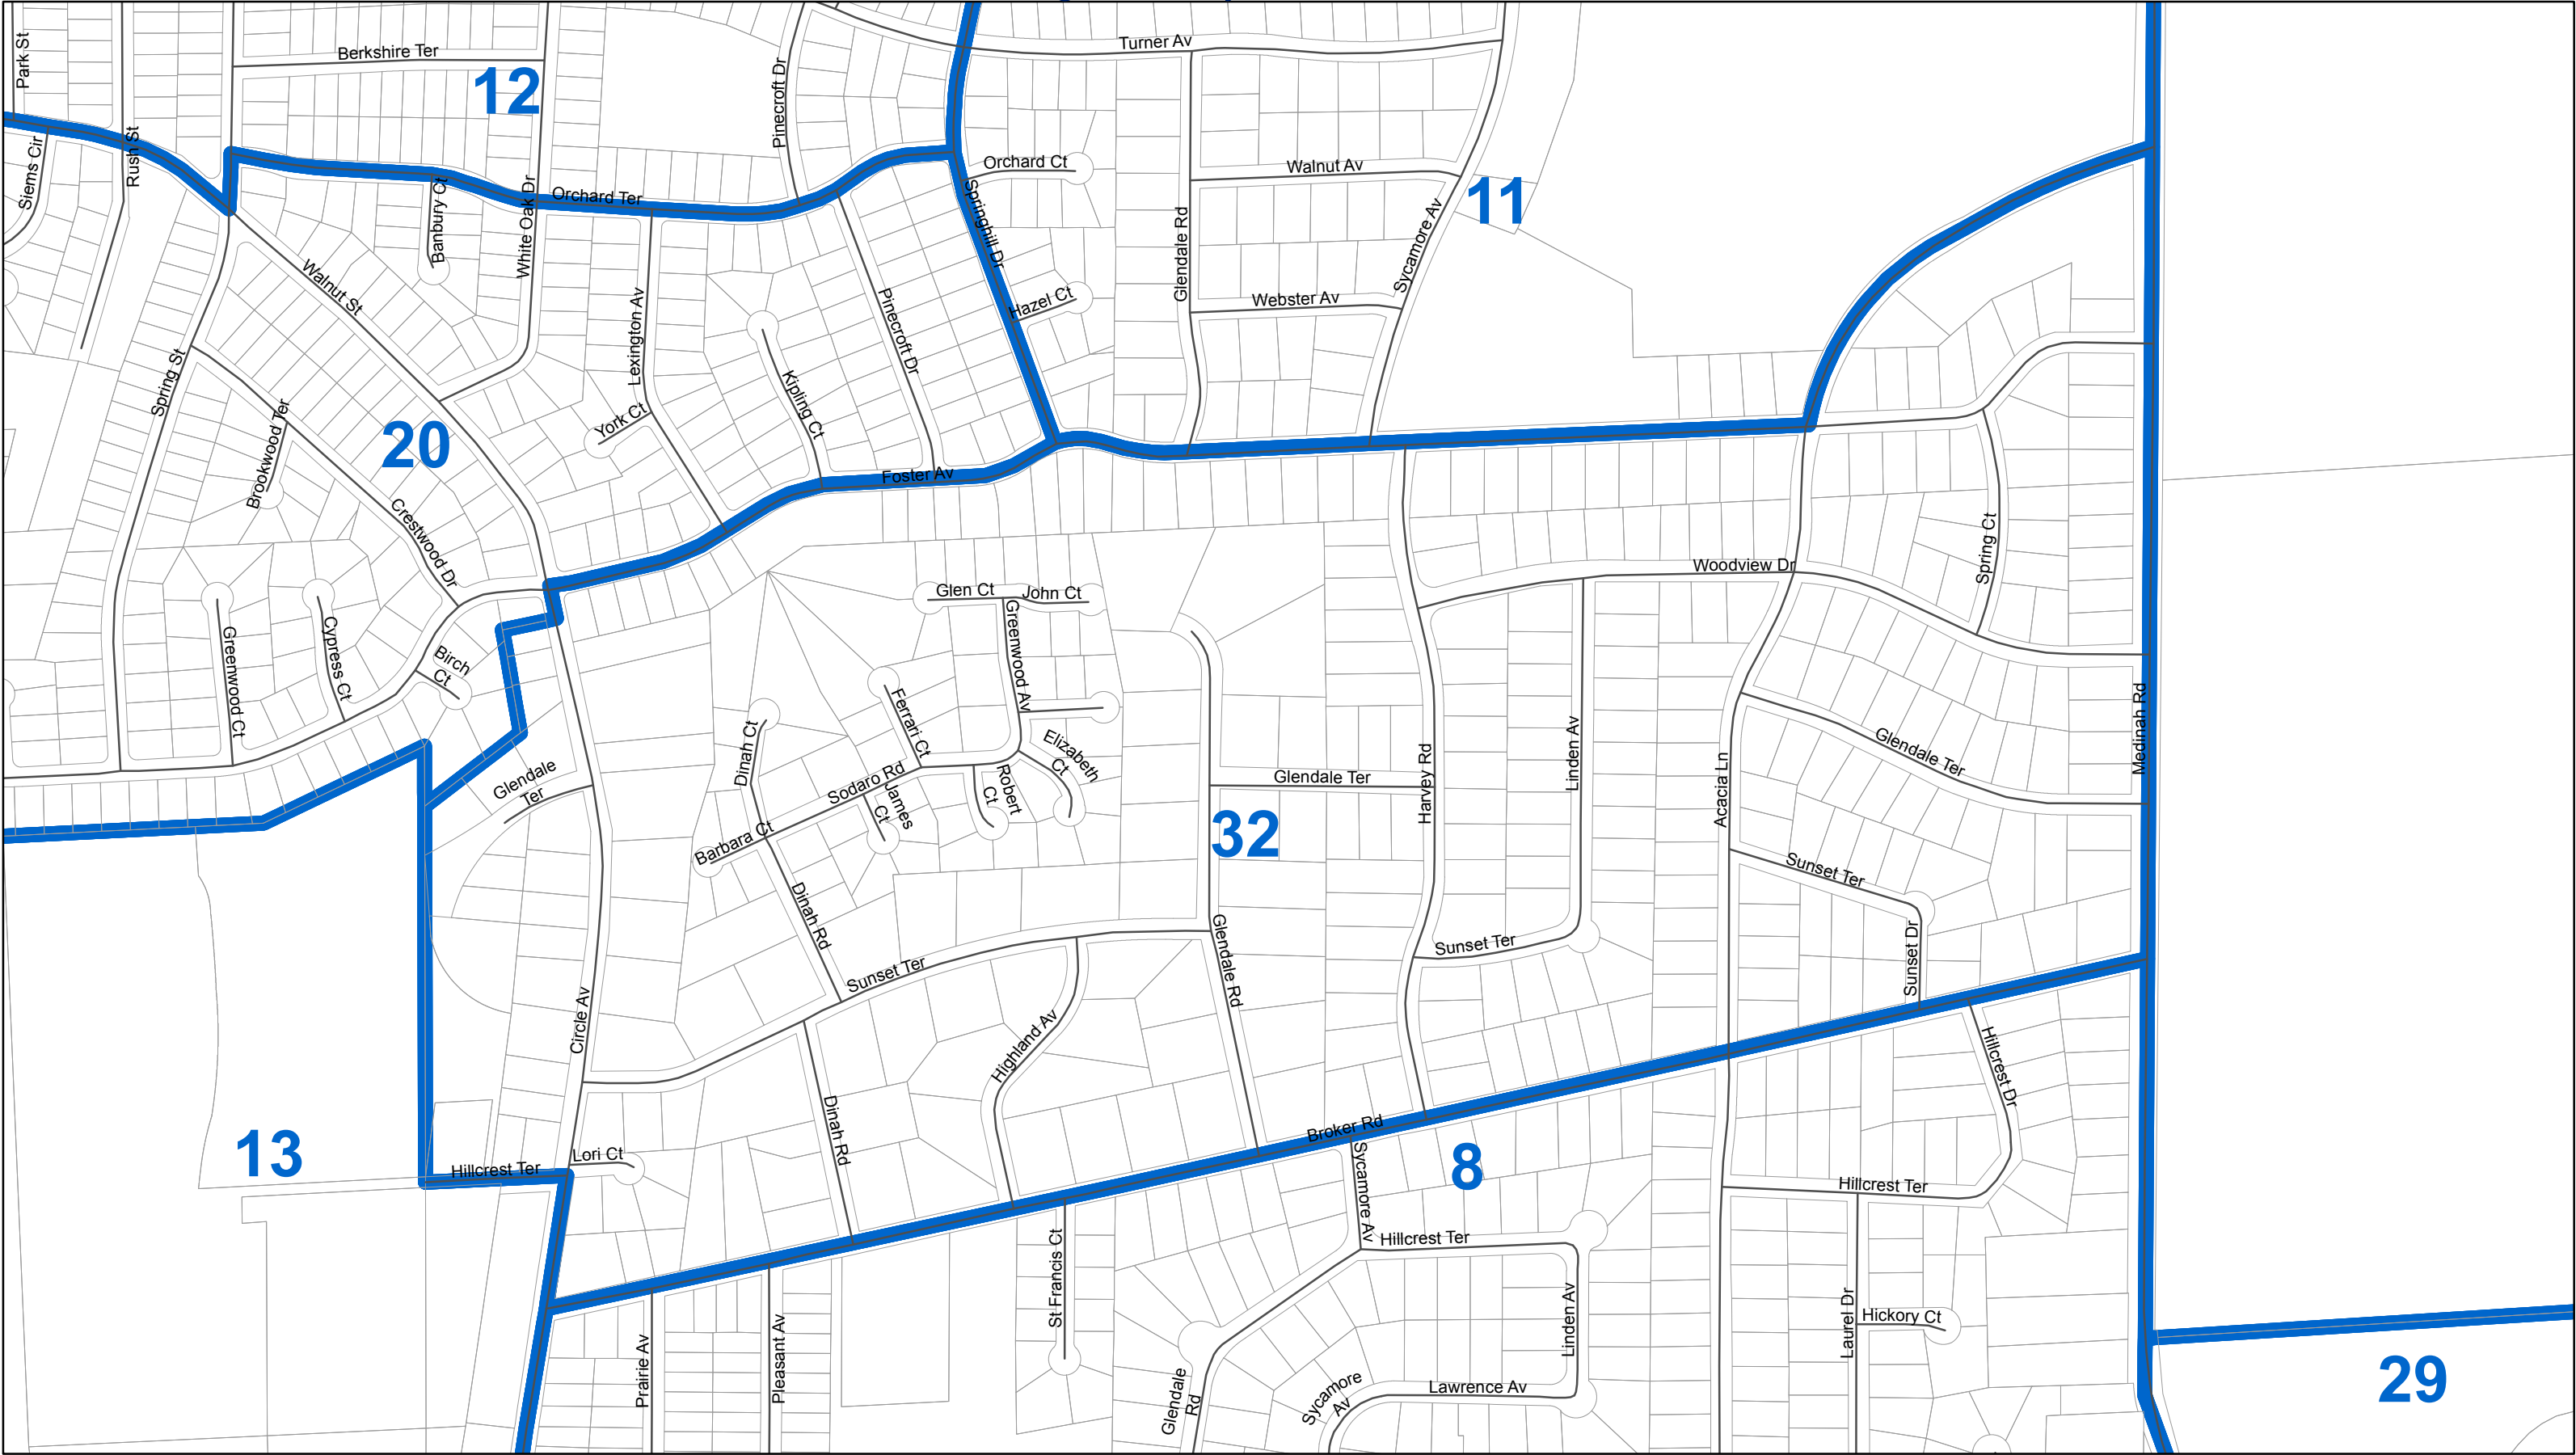 Park St
Berkshire Ter
12
Turner Av
Pinecroft Dr
Siems Cir
Rush St
Orchard Ct
Walnut Av
11
Banbury Ct
White Oak Dr
Orchard Ter
Springhill Dr
Glendale Rd
Sycamore Av
Walnut St
Hazel Ct
Webster Av
Lexington Av
Pinecroft Dr
Spring St
Kipling Ct
Brookwood Ter
20
York Ct
Foster Av
Crestwood Dr
Spring Ct
Woodview Dr
Glen Ct
John Ct
Greenwood Ct
Cypress Ct
Birch
Ct
Greenwood Av
Ferrari Ct
Dinah Ct
Elizabeth
Ct
Medinah Rd
Glendale
Ter
Sodaro Rd
James
Ct
Robert
Ct
Glendale Ter
Harvey Rd
Linden Av
Acacia Ln
Glendale Ter
Barbara Ct
32
Sunset Ter
Dinah Rd
Sunset Ter
Glendale Rd
Sunset Ter
Sunset Dr
Circle Av
Highland Av
Hillcrest Dr
Dinah Rd
Broker Rd
13
Hillcrest Ter
Lori Ct
Sycamore Av
8
Hillcrest Ter
St Francis Ct
Hillcrest Ter
Linden Av
Laurel Dr
Hickory Ct
Prairie Av
Pleasant Av
Glendale
Rd
Sycamore
Av
Lawrence Av
29